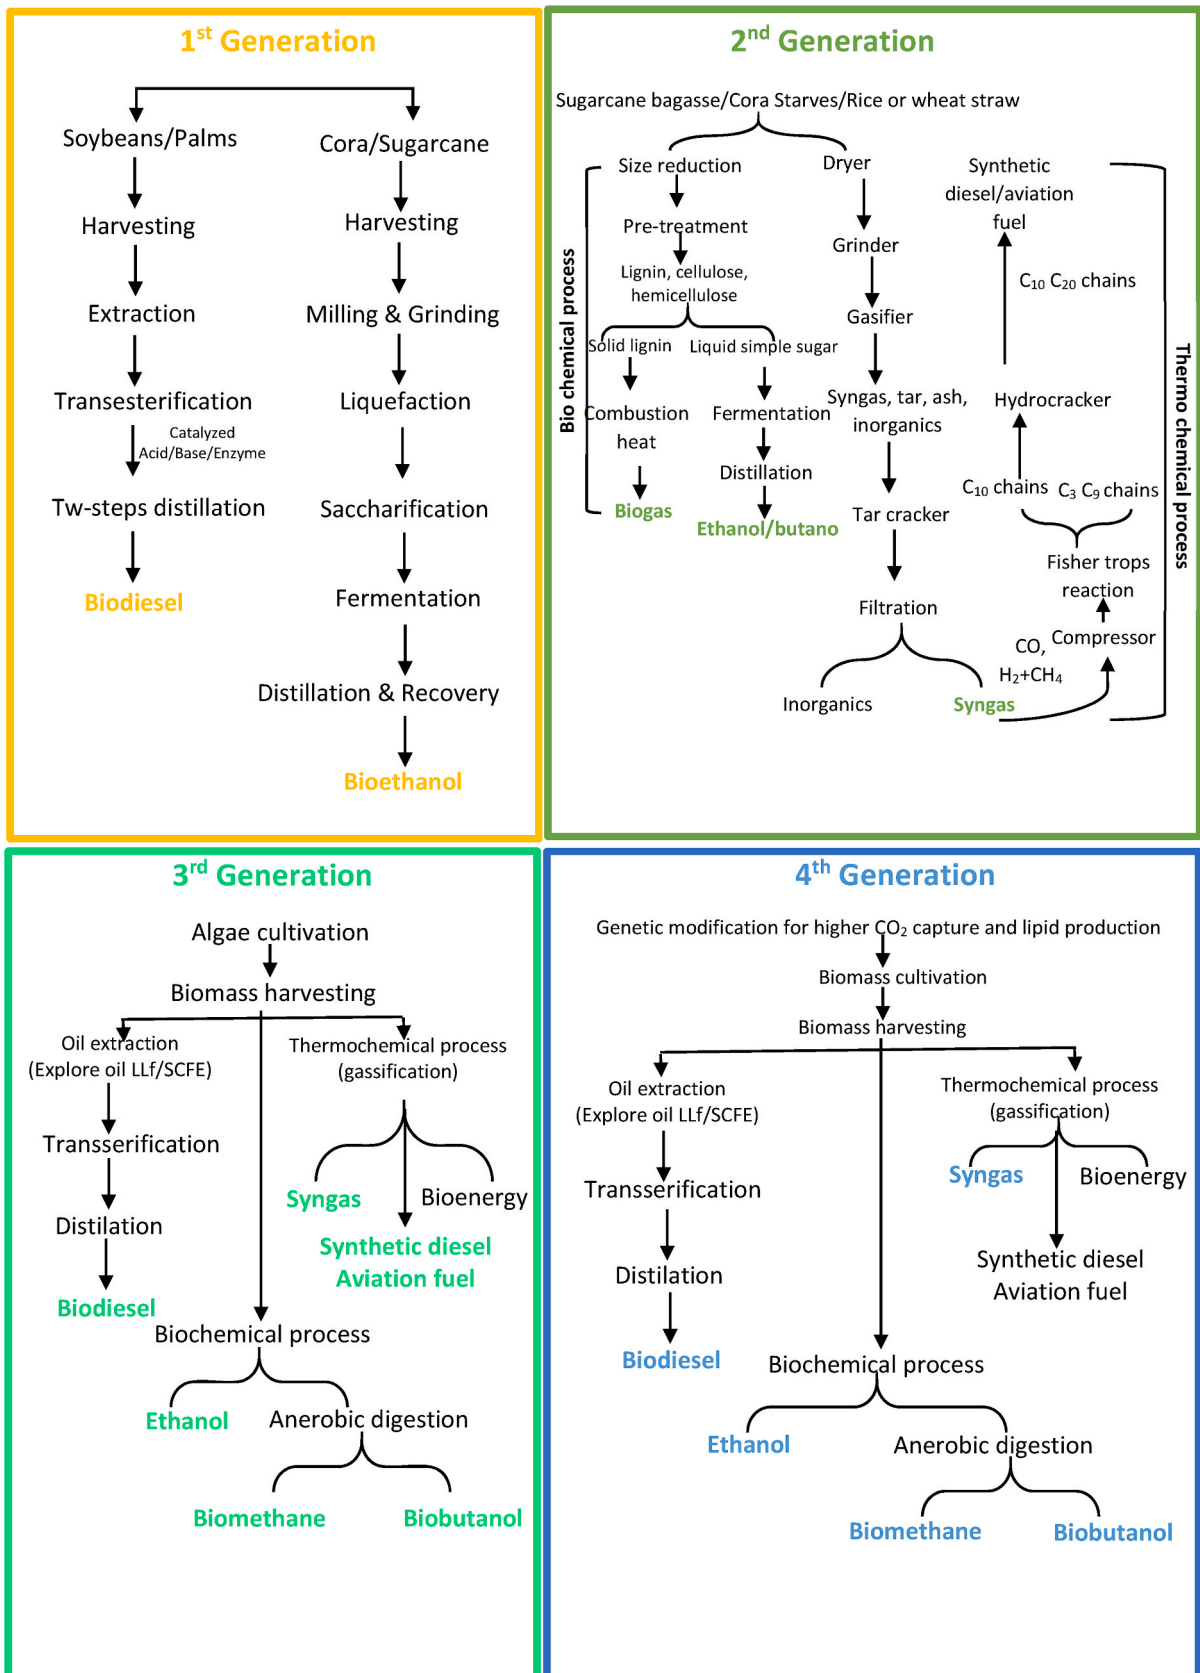 1st Generation
Soybeans/Palms
Harvesting
Extraction
Transesterification
Catalyzed
Acid/Base/Enzyme
Tw-steps distillation
Biodiesel
Cora/Sugarcane
Harvesting
Milling & Grinding
Liquefaction
Saccharification
Fermentation
Distillation & Recovery
Bioethanol
2nd Generation
Sugarcane bagasse/Cora Starves/Rice or wheat straw
Bio chemical process
Size reduction
Pre-treatment
Lignin, cellulose,
hemicellulose
Solid lignin
Combustion
heat
Biogas
Liquid simple sugar
Fermentation
Distillation
Ethanol/butano
Dryer
Grinder
Gasifier
Syngas, tar, ash,
inorganics
Tar cracker
Filtration
Inorganics
Syngas
CO,
H2+CH4
Compressor
Fisher trops
reaction
C10 chains
C3 C9 chains
Hydrocracker
C10 C20 chains
Synthetic
diesel/aviation
fuel
Thermo chemical process
3rd Generation
Algae cultivation
Biomass harvesting
Oil extraction
(Explore oil LLf/SCFE)
Transserification
Distilation
Biodiesel
Thermochemical process
(gassification)
Syngas
Bioenergy
Synthetic diesel
Aviation fuel
Biochemical process
Ethanol
Anerobic digestion
Biomethane
Biobutanol
4th Generation
Genetic modification for higher CO2 capture and lipid production
Biomass cultivation
Biomass harvesting
Oil extraction
(Explore oil LLf/SCFE)
Transserification
Distilation
Biodiesel
Thermochemical process
(gassification)
Syngas
Bioenergy
Synthetic diesel
Aviation fuel
Biochemical process
Ethanol
Anerobic digestion
Biomethane
Biobutanol